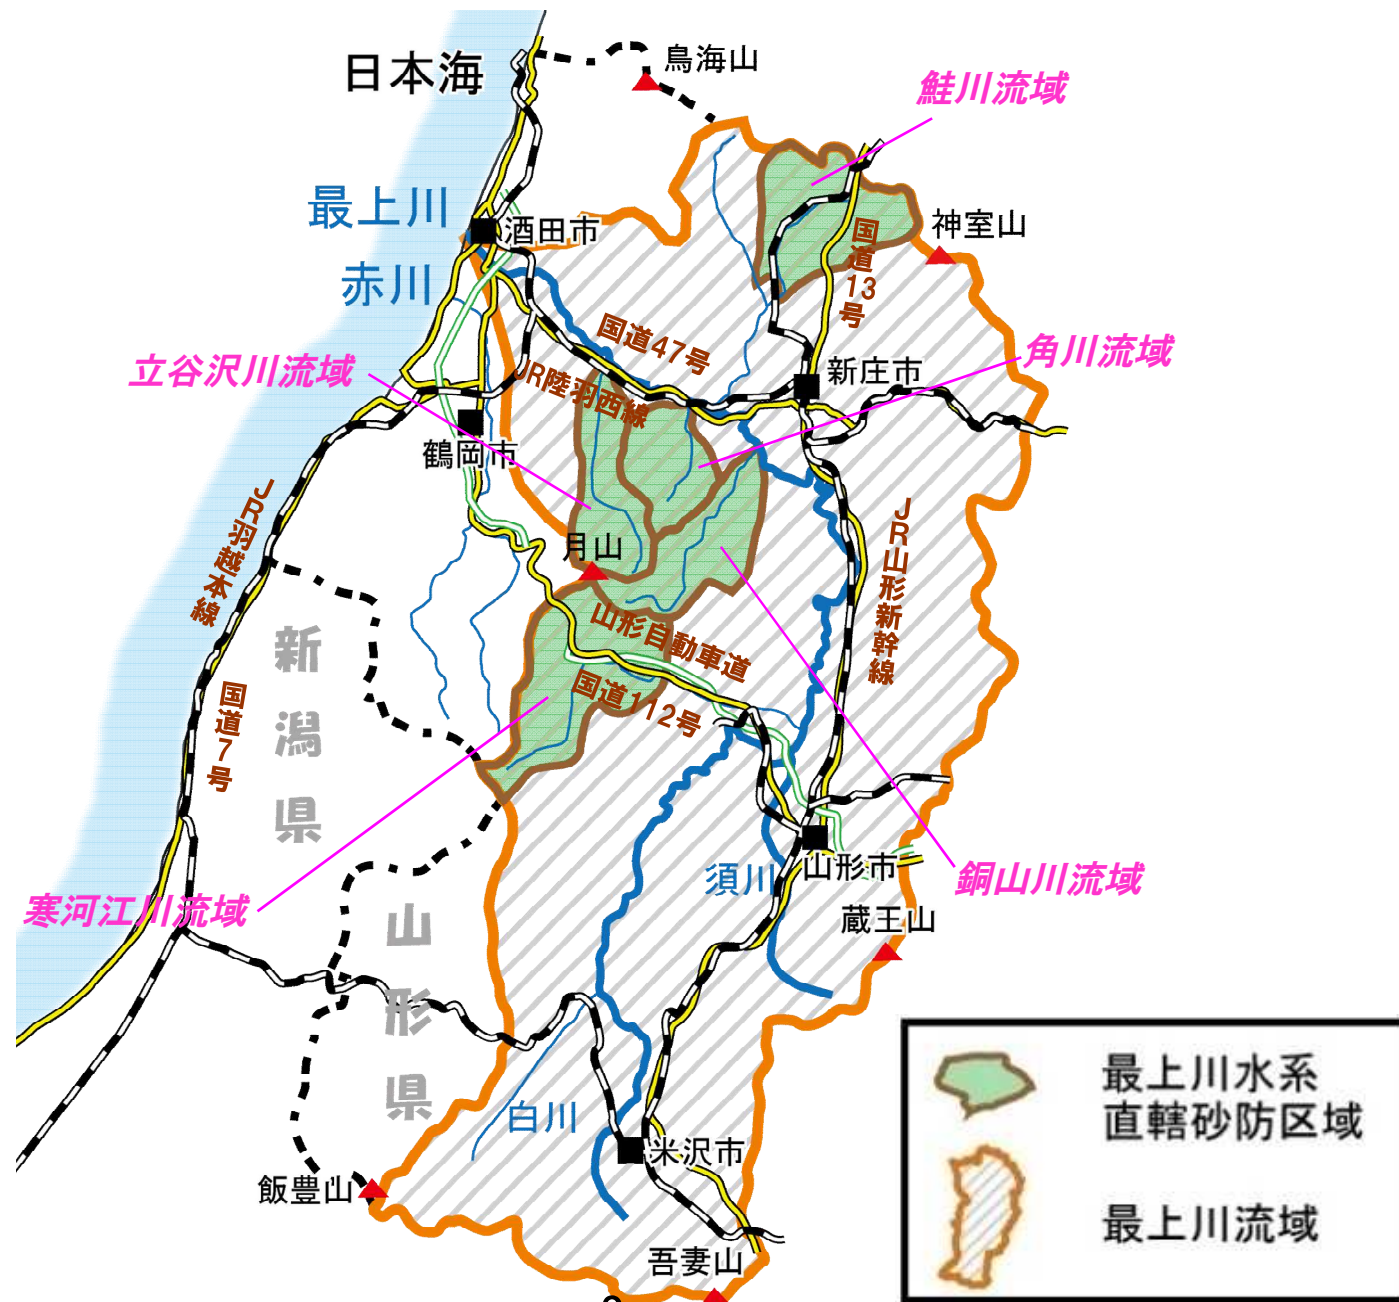 日本海
鳥海山
鮭川流域
最上川
酒田市
神室山
赤川
国道13号
国道47号
立谷沢川流域
JR陸羽西線
角川流域
新庄市
鶴岡市
JR羽越本線
JR山形新幹線
月山
山形自動車道
新潟県
国道7号
国道112号
須川
山形市
銅山川流域
寒河江川流域
蔵王山
山形県
白川
米沢市
飯豊山
吾妻山
最上川水系
直轄砂防区域
最上川流域